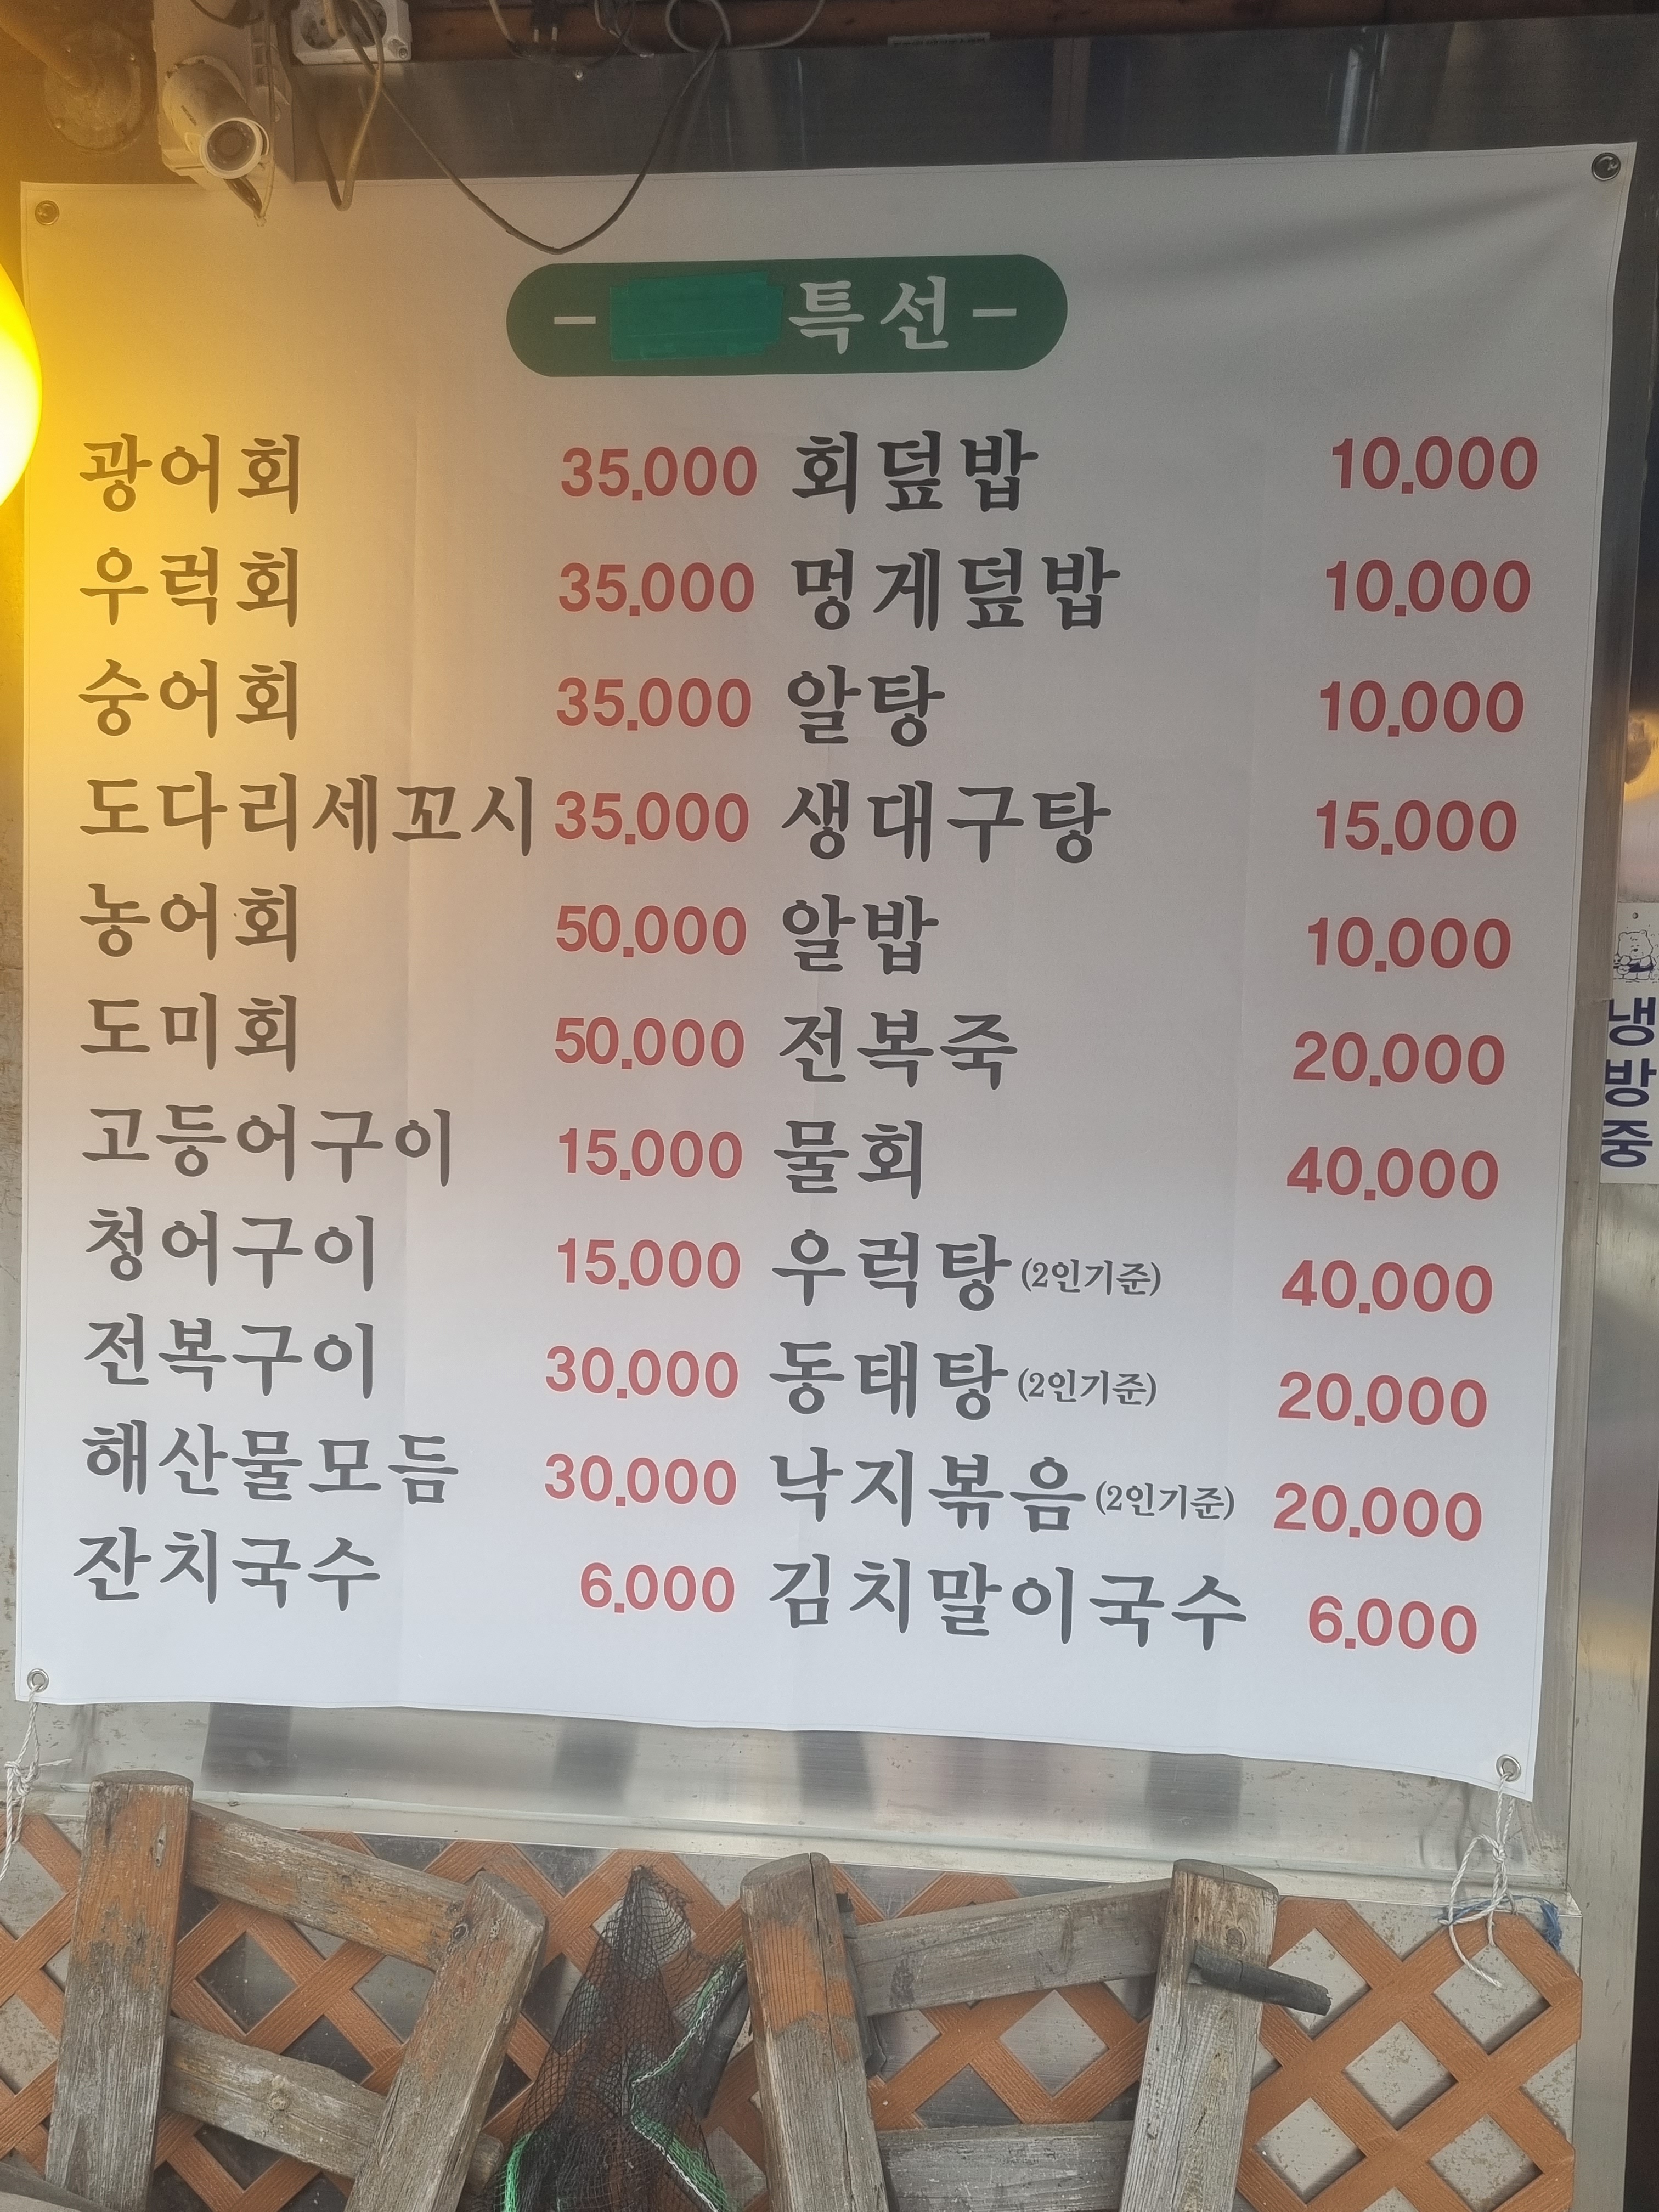 - 특선 -
광어회 35.000
우럭회 35.000
숭어회 35.000
도다리세꼬시 35.000
농어회 50.000
도미회 50.000
고등어구이 15.000
청어구이 15.000
전복구이 30.000
해산물모듬 30.000
잔치국수 6.000
회덮밥 10.000
멍게덮밥 10.000
알탕 10.000
생대구탕 15.000
알밥 10.000
전복죽 20.000
물회 40.000
우럭탕 (2인기준) 40.000
동태탕 (2인기준) 20.000
낙지볶음 (2인기준) 20.000
김치말이국수 6.000
냉방중